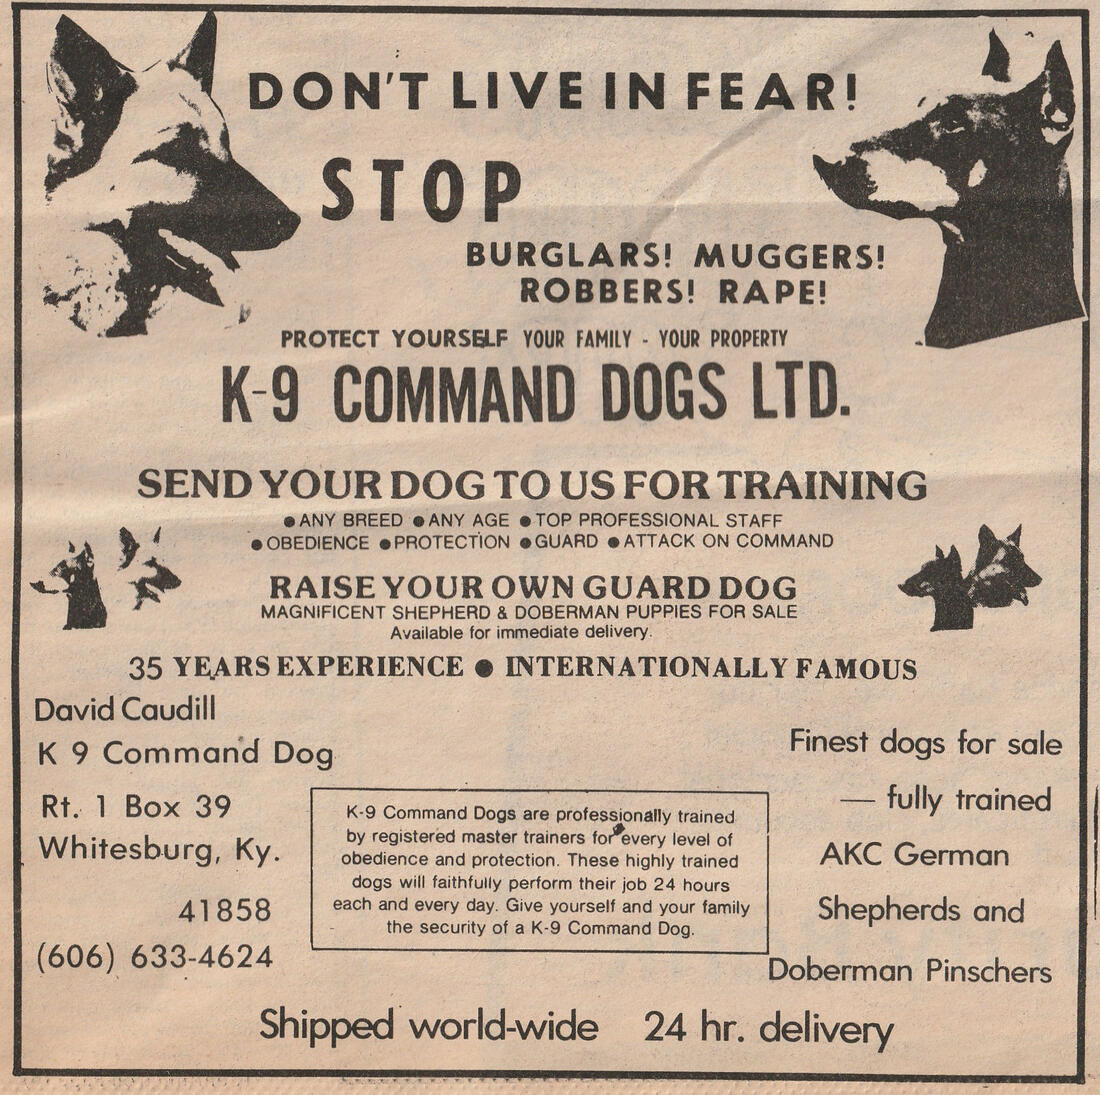 DON'T LIVE IN FEAR!
STOP
BURGLARS! MUGGERS!
ROBBERS! RAPE!
PROTECT YOURSELF YOUR FAMILY - YOUR PROPERTY
K-9 COMMAND DOGS LTD.
SEND YOUR DOG TO US FOR TRAINING
●ANY BREED ●ANY AGE ●TOP PROFESSIONAL STAFF
●OBEDIENCE ●PROTECTION ●GUARD ●ATTACK ON COMMAND
RAISE YOUR OWN GUARD DOG
MAGNIFICENT SHEPHERD & DOBERMAN PUPPIES FOR SALE
Available for immediate delivery.
35 YEARS EXPERIENCE ● INTERNATIONALLY FAMOUS
David Caudill
K 9 Command Dog
Rt. 1 Box 39
Whitesburg, Ky.
41858
(606) 633-4624
K-9 Command Dogs are professionally trained
by registered master trainers for every level of
obedience and protection. These highly trained
dogs will faithfully perform their job 24 hours
each and every day. Give yourself and your family
the security of a K-9 Command Dog.
Finest dogs for sale
— fully trained
AKC German
Shepherds and
Doberman Pinschers
Shipped world-wide 24 hr. delivery